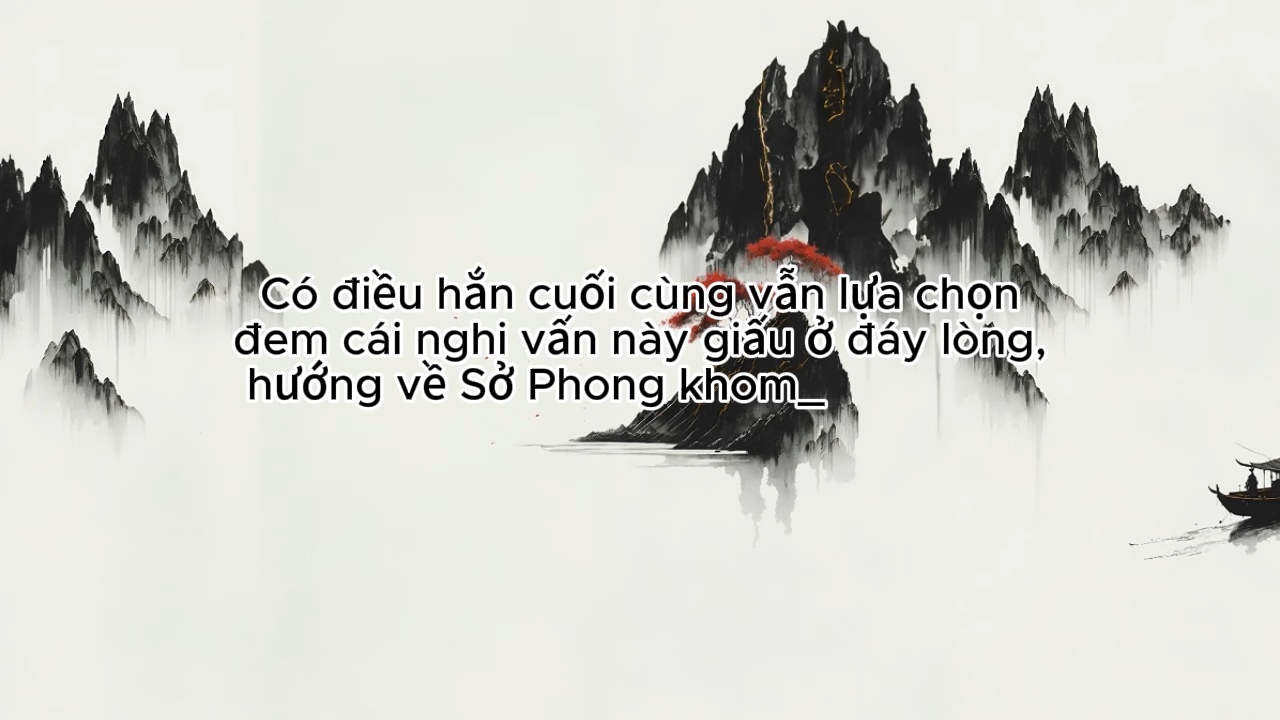 Có điều hắn cuối cùng vẫn lựa chọn
đem cái nghi vấn này giấu ở đáy lòng,
hướng về Sở Phong khom_